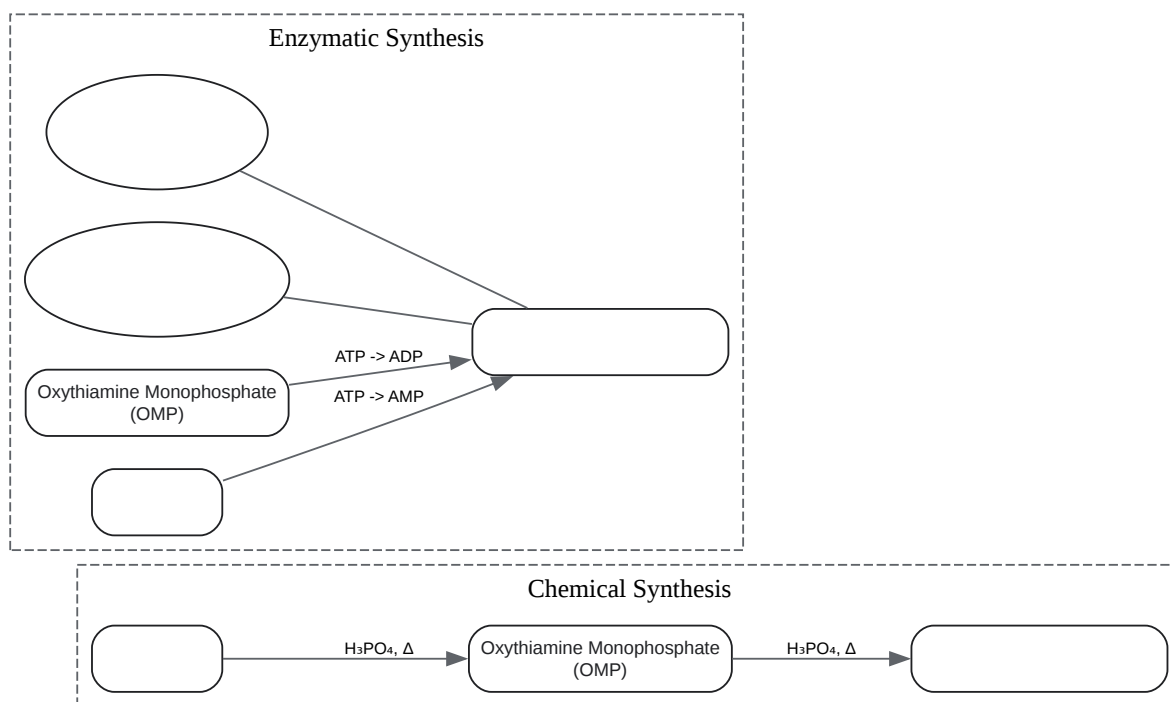 Enzymatic Synthesis
ATP -> ADP
Oxythiamine Monophosphate
(OMP)
ATP -> AMP
Chemical Synthesis
H₃PO₄, Δ
Oxythiamine Monophosphate
(OMP)
H₃PO₄, Δ